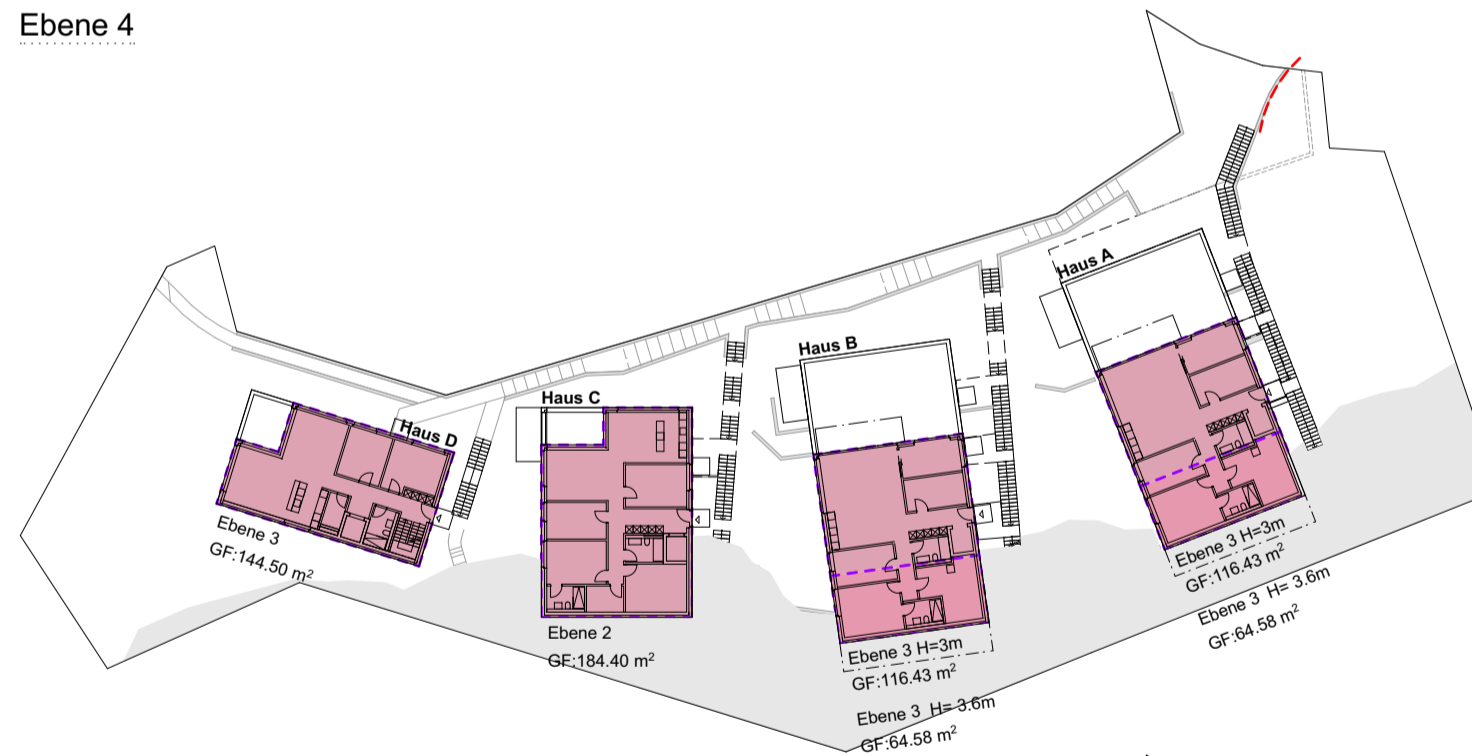 Ebene 4
Haus A
Haus B
Haus C
Haus D
Ebene 3
GF:144.50 m²
Ebene 2
GF:184.40 m²
Ebene 3 H=3m
GF:116.43 m²
Ebene 3 H= 3.6m
GF:64.58 m²
Ebene 3 H=3m
GF:116.43 m²
Ebene 3 H= 3.6m
GF:64.58 m²